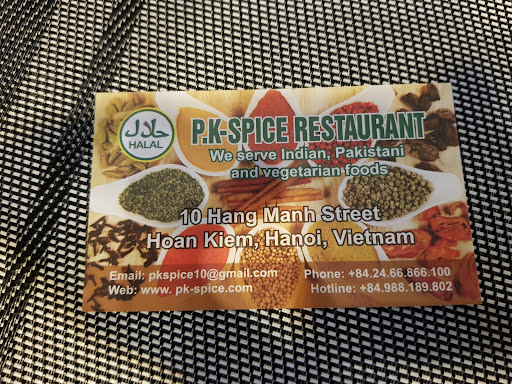 حلال
HALAL
P.K-SPICE RESTAURANT
We serve Indian, Pakistani
and vegetarian foods
10 Hang Manh Street
Hoan Kiem, Hanoi, Vietnam
Email: pkspice10@gmail.com
Phone: +84.24.66.866.100
Web: www. pk-spice.com
Hotline: +84.988.189.802